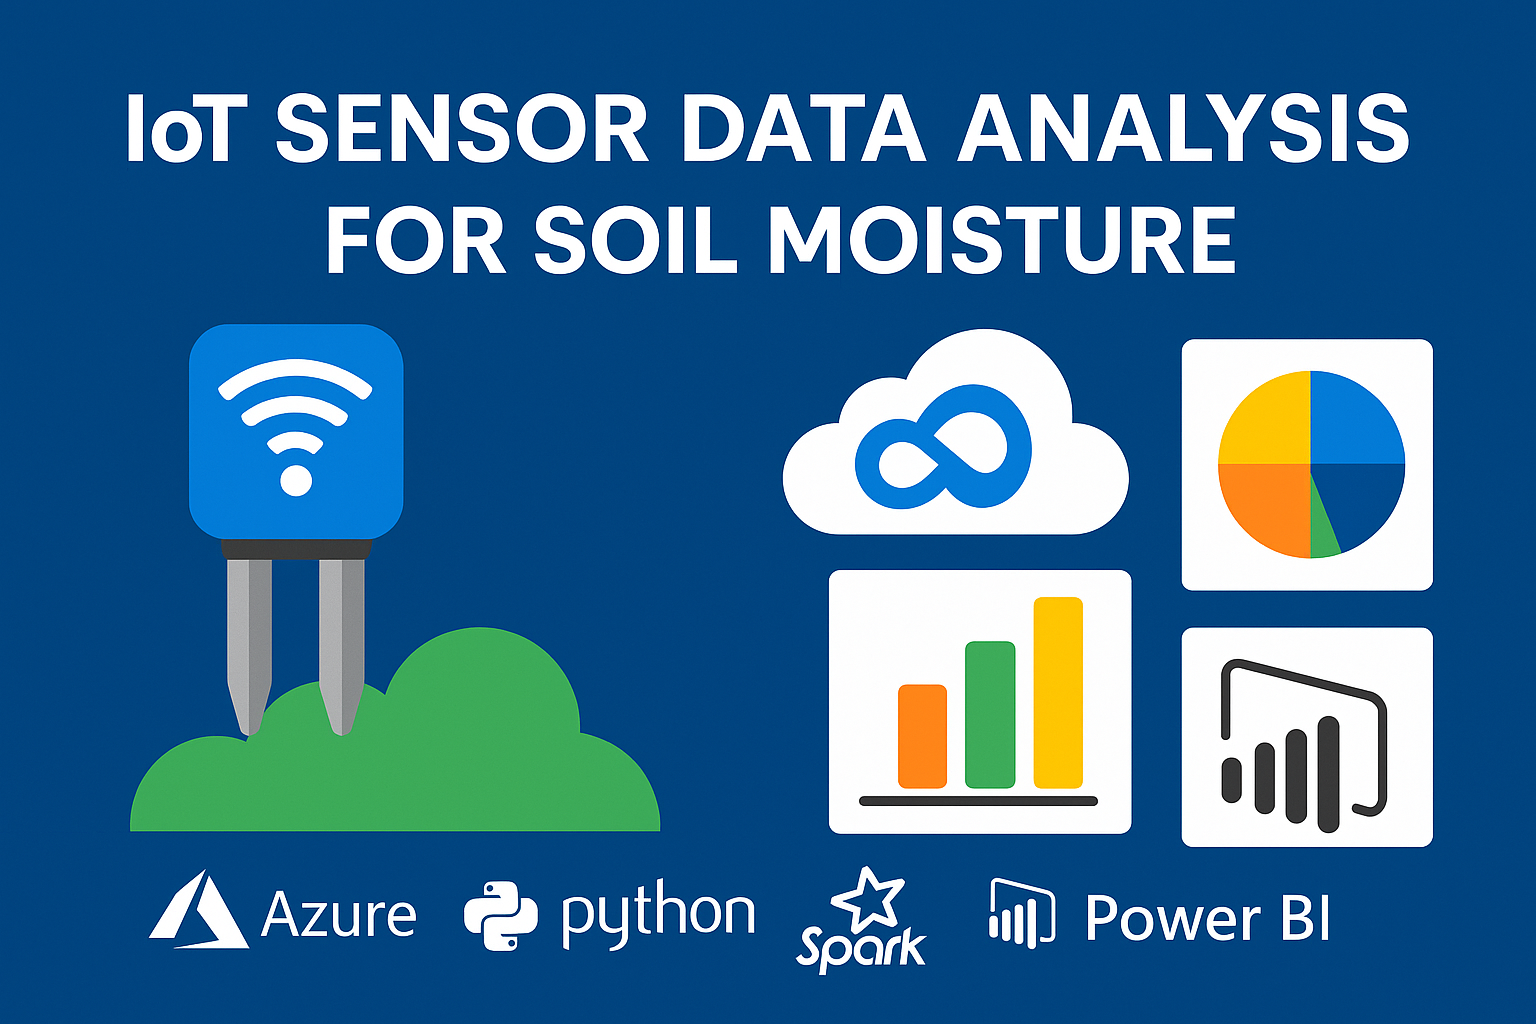 IoT SENSOR DATA ANALYSIS
FOR SOIL MOISTURE
Azure
python
Spark
Power BI